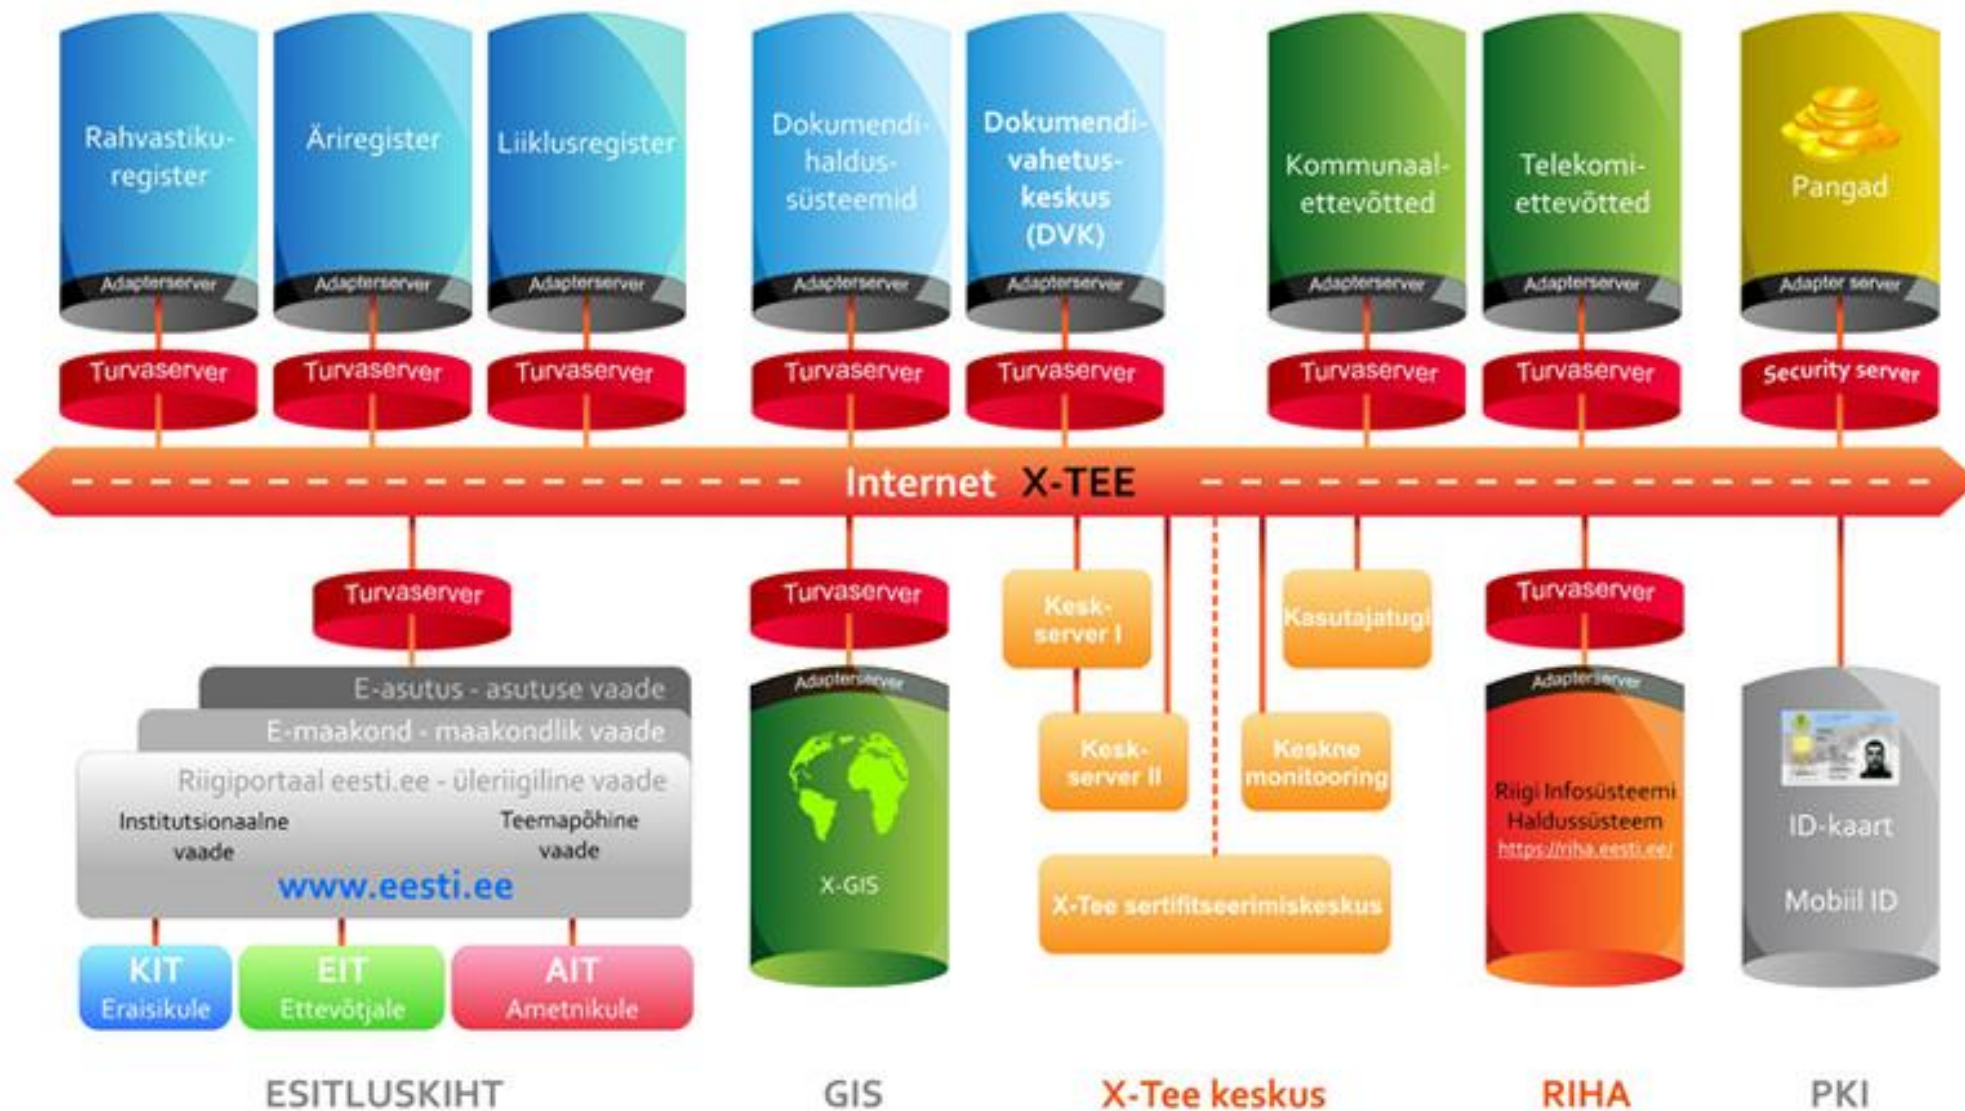 Rahvastiku-
register
Äriregister
Liiklusregister
Dokumendi-
haldus-
süsteemid
Dokumendi-
vahetus-
keskus
(DVK)
Kommunaal-
ettevõtted
Telekomi-
ettevõtted
Pangad
Adapterserver
Adapterserver
Adapterserver
Adapterserver
Adapterserver
Adapterserver
Adapterserver
Adapter server
Turvaserver
Turvaserver
Turvaserver
Turvaserver
Turvaserver
Turvaserver
Turvaserver
Security server
Internet X-TEE
Turvaserver
E-asutus - asutuse vaade
E-maakond - maakondlik vaade
Riigiportaal eesti.ee - üleriigiline vaade
Institutsionaalne
vaade
Teemapõhine
vaade
www.eesti.ee
KIT
Eraisikule
EIT
Ettevõtjale
AIT
Ametnikule
ESITLUSKIHT
Turvaserver
Adapterserver
X-GIS
GIS
Kesk-
server I
Kasutajatugi
Kesk-
server II
Keskne
monitooring
X-Tee sertifitseerimiskeskus
X-Tee keskus
Turvaserver
Adapterserver
Riigi Infosüsteemi
Haldussüsteem
https://riha.eesti.ee/
RIHA
ID-kaart
Mobiil ID
PKI